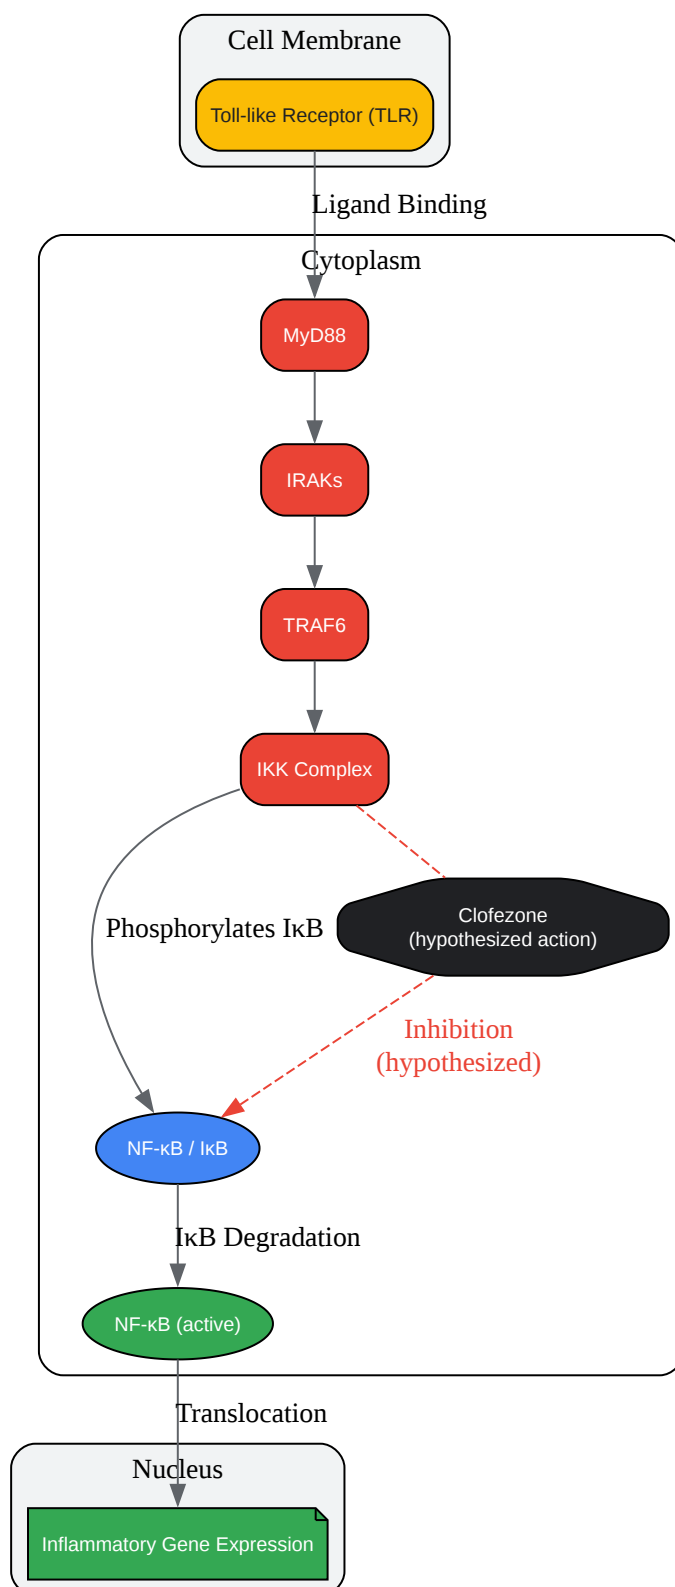 Cell Membrane
Toll-like Receptor (TLR)
Ligand Binding
Cytoplasm
MyD88
IRAKs
TRAF6
IKK Complex
Clofezone
(hypothesized action)
Phosphorylates IκB
Inhibition
(hypothesized)
NF-κB / IκB
IκB Degradation
NF-κB (active)
Translocation
Nucleus
Inflammatory Gene Expression